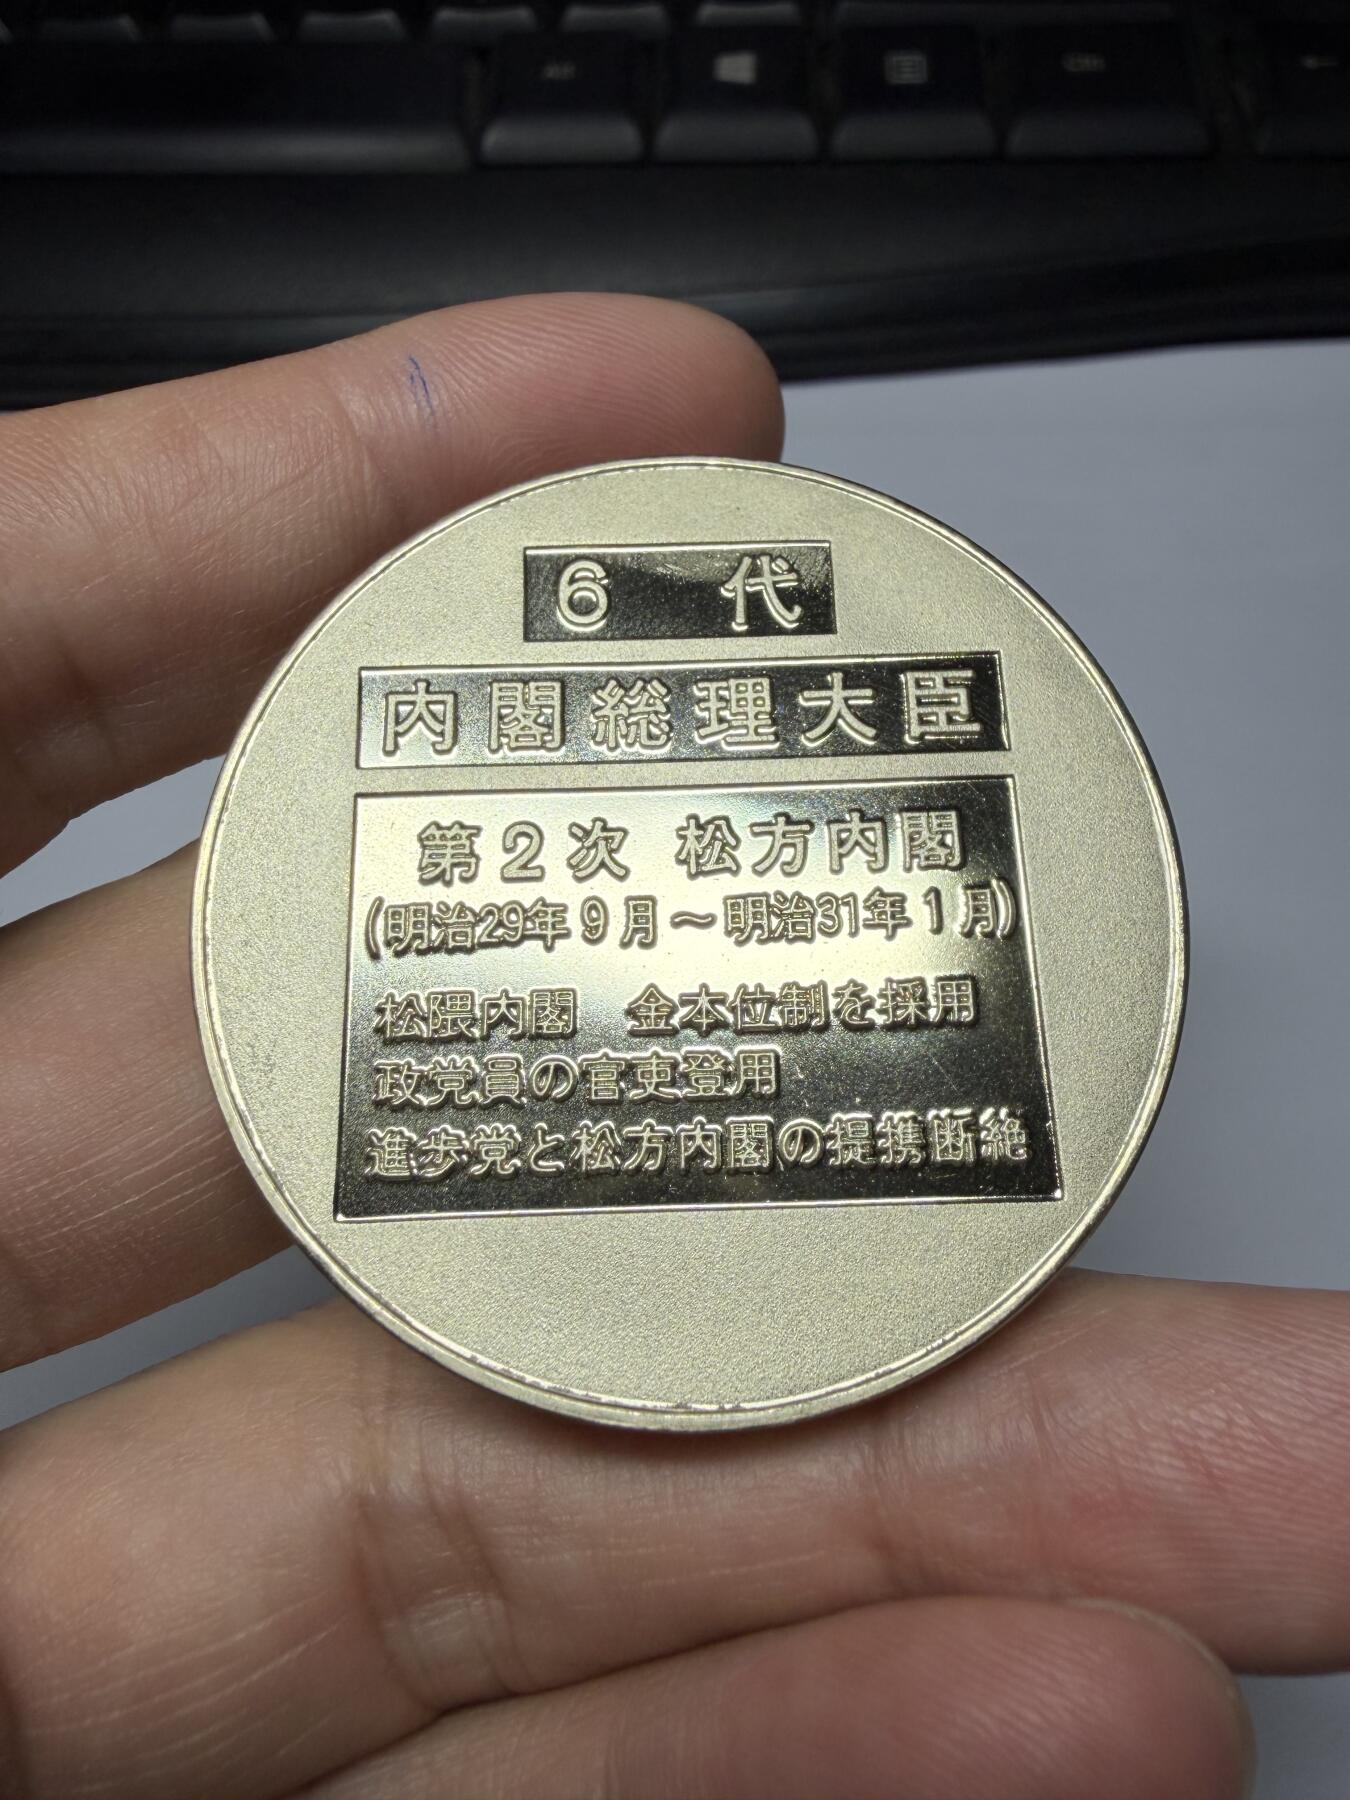 6 代
内閣総理大臣
第2次 松方内閣
(明治29年9月～明治31年1月)
松隈内閣 金本位制を採用
政党員の官吏登用
進歩党と松方内閣の提携断絶